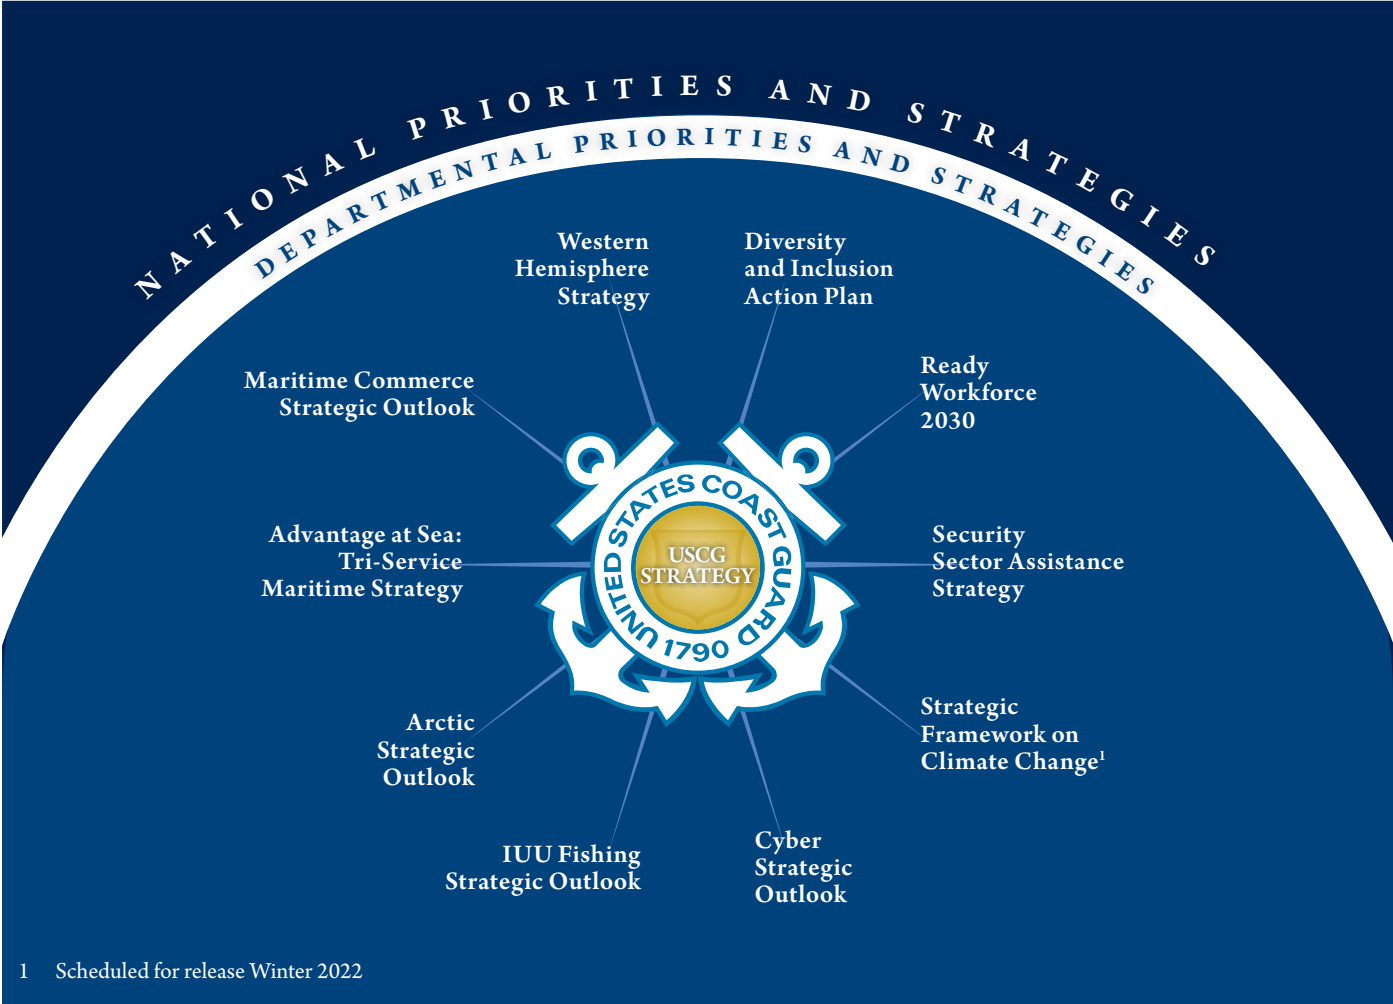 NATIONAL PRIORITIES AND STRATEGIES
DEPARTMENTAL PRIORITIES AND STRATEGIES
Western
Hemisphere
Strategy
Diversity
and Inclusion
Action Plan
Maritime Commerce
Strategic Outlook
Ready
Workforce
2030
Advantage at Sea:
Tri-Service
Maritime Strategy
UNITED STATES COAST GUARD
1790
USCG
STRATEGY
Security
Sector Assistance
Strategy
Arctic
Strategic
Outlook
Strategic
Framework on
Climate Change¹
IUU Fishing
Strategic Outlook
Cyber
Strategic
Outlook
1 Scheduled for release Winter 2022